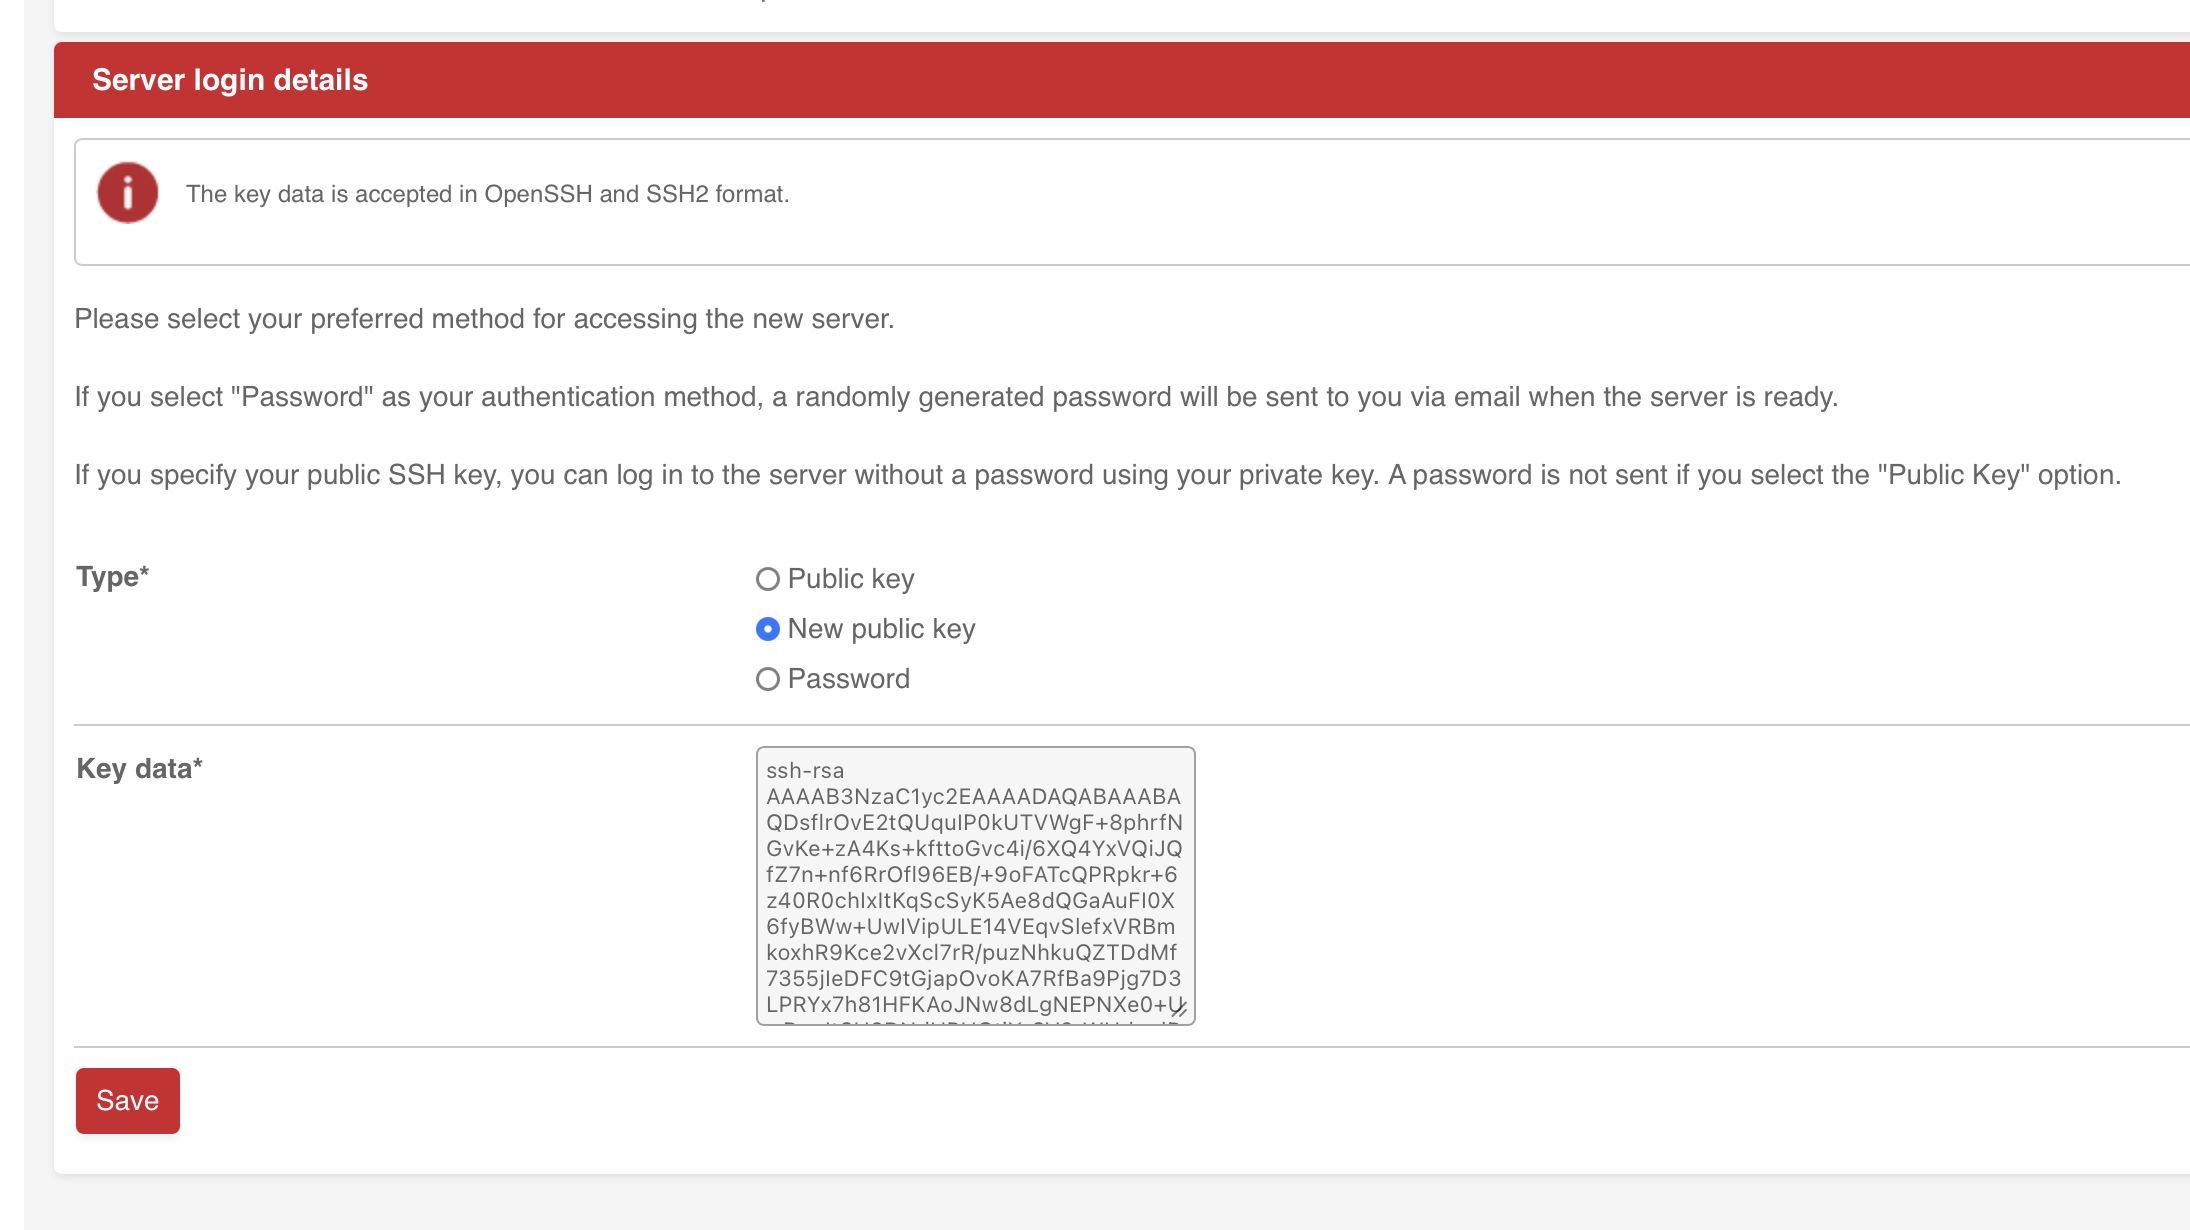 Server login details
The key data is accepted in OpenSSH and SSH2 format.
Please select your preferred method for accessing the new server.
If you select "Password" as your authentication method, a randomly generated password will be sent to you via email when the server is ready.
If you specify your public SSH key, you can log in to the server without a password using your private key. A password is not sent if you select the "Public Key" option.
Type*
Public key
New public key
Password
Key data*
ssh-rsa
AAAAB3NzaC1yc2EAAAADAQABAAABA
QDsflrOvE2tQUquIP0kUTVWgF+8phrfN
GvKe+zA4Ks+kfttoGvc4i/6XQ4YxVQiJQ
fZ7n+nf6RrOfl96EB/+9oFATcQPRpkr+6
z40R0chIxItKqScSyK5Ae8dQGaAuFI0X
6fyBWw+UwIVipULE14VEqvSlefxVRBm
koxhR9Kce2vXcl7rR/puzNhkuQZTDdMf
7355jIeDFC9tGjapOvoKA7RfBa9Pjg7D3
LPRYx7h81HFKAoJNw8dLgNEPNXe0+U
Save